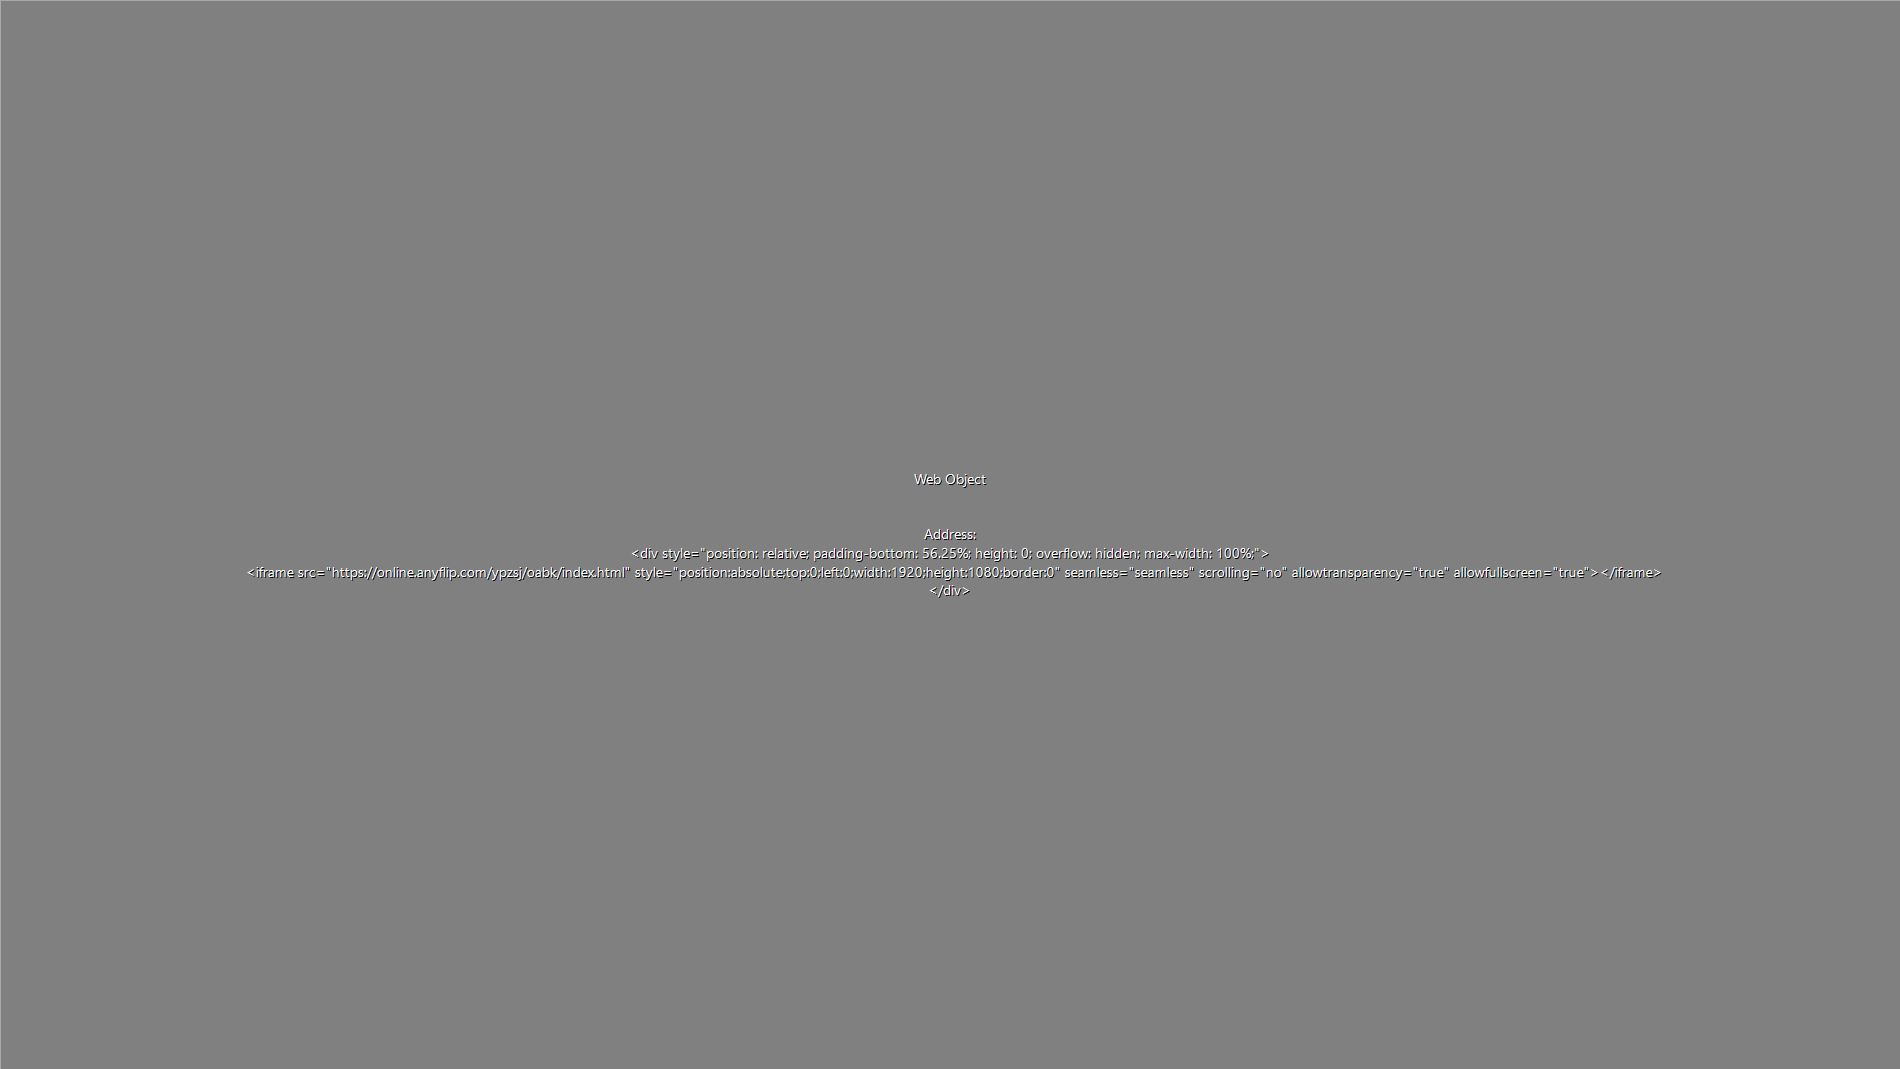 Web Object
Address:
<div style="position: relative; padding-bottom: 56.25%; height: 0; overflow: hidden; max-width: 100%;">
<iframe src="https://online.anyflip.com/ypzsj/oabk/index.html" style="position:absolute;top:0;left:0;width:1920;height:1080;border:0" seamless="seamless" scrolling="no" allowtransparency="true" allowfullscreen="true"></iframe>
</div>